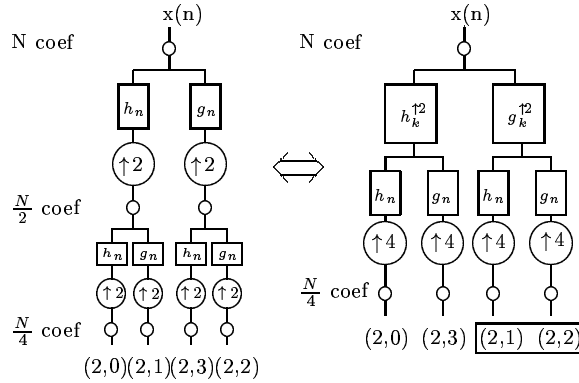 x(n) x(n)
N coef N coef
h_n g_n h_k^{↑2} g_k^{↑2}
↑2 ↑2 ⇔ h_n g_n h_n g_n
N/2 coef
h_n g_n h_n g_n ↑4 ↑4 ↑4 ↑4
↑2 ↑2 ↑2 ↑2 N/4 coef
N/4 coef (2,0) (2,3) (2,1) (2,2)
(2,0)(2,1)(2,3)(2,2)